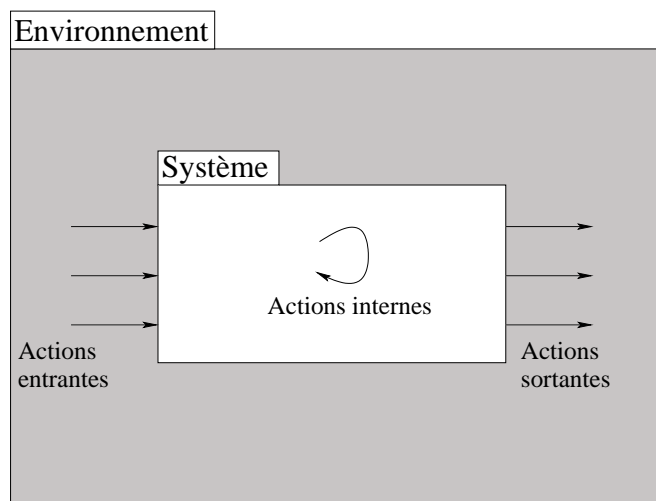 Environnement
Système
Actions internes
Actions
entrantes
Actions
sortantes